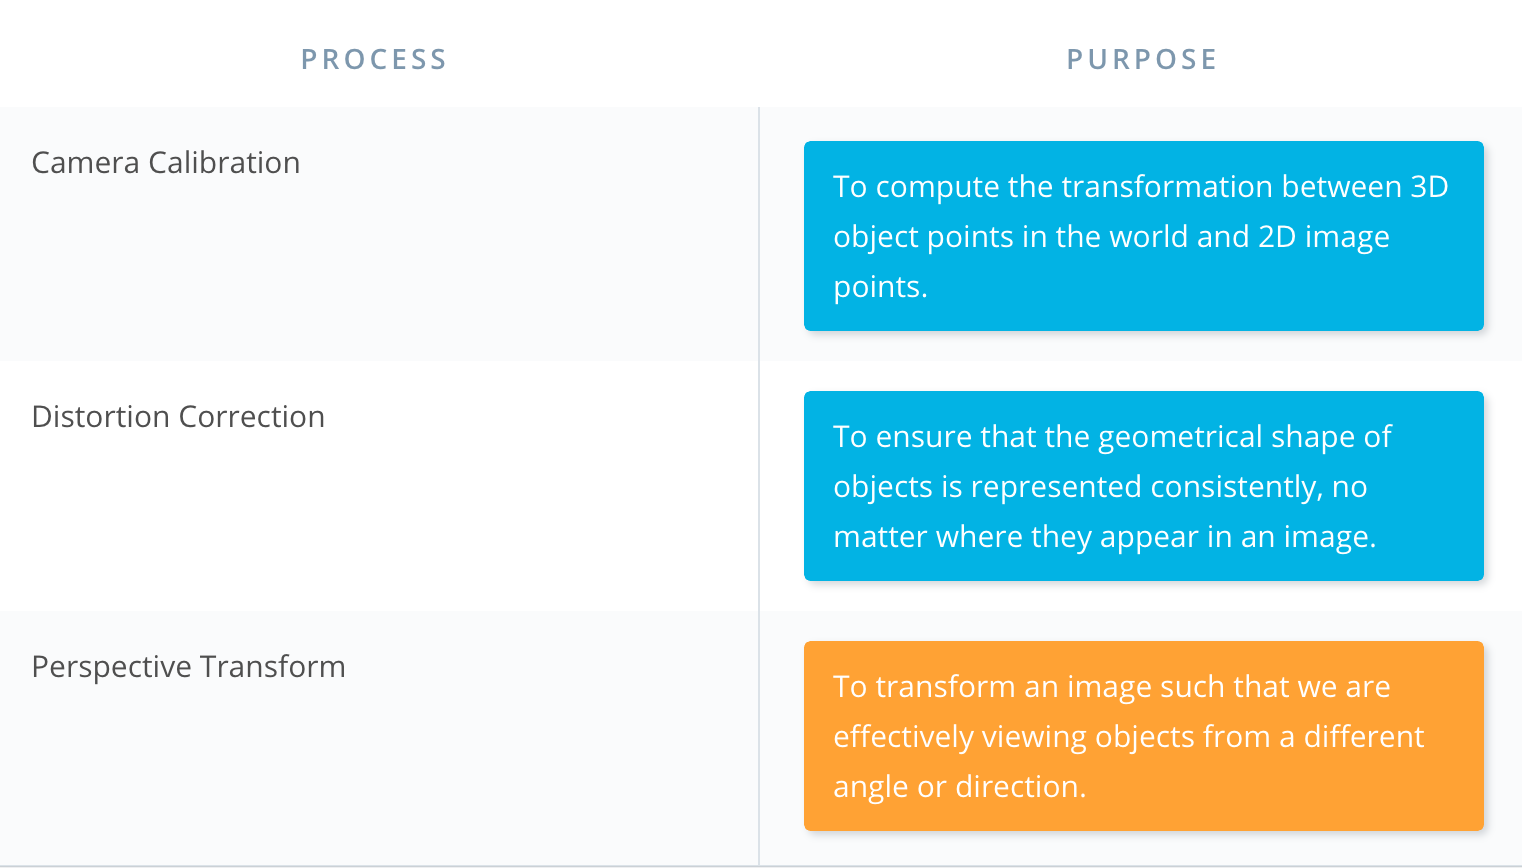 PROCESS
PURPOSE
Camera Calibration
To compute the transformation between 3D
object points in the world and 2D image
points.
Distortion Correction
To ensure that the geometrical shape of
objects is represented consistently, no
matter where they appear in an image.
Perspective Transform
To transform an image such that we are
effectively viewing objects from a different
angle or direction.